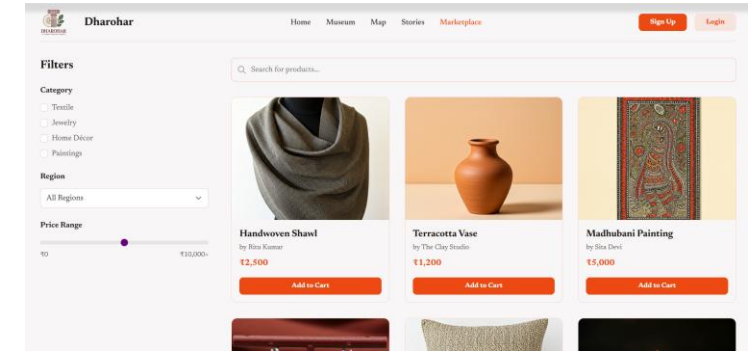 DHAROHAR
Dharohar
Home Museum Map Stories Marketplace
Sign Up Login
Filters
Category
Textile
Jewelry
Home Décor
Paintings
Region
All Regions
Price Range
₹0 ₹10,000+
Search for products...
Handwoven Shawl
by Ritu Kumar
₹2,500
Add to Cart
Terracotta Vase
by The Clay Studio
₹1,200
Add to Cart
Madhubani Painting
by Sita Devi
₹5,000
Add to Cart